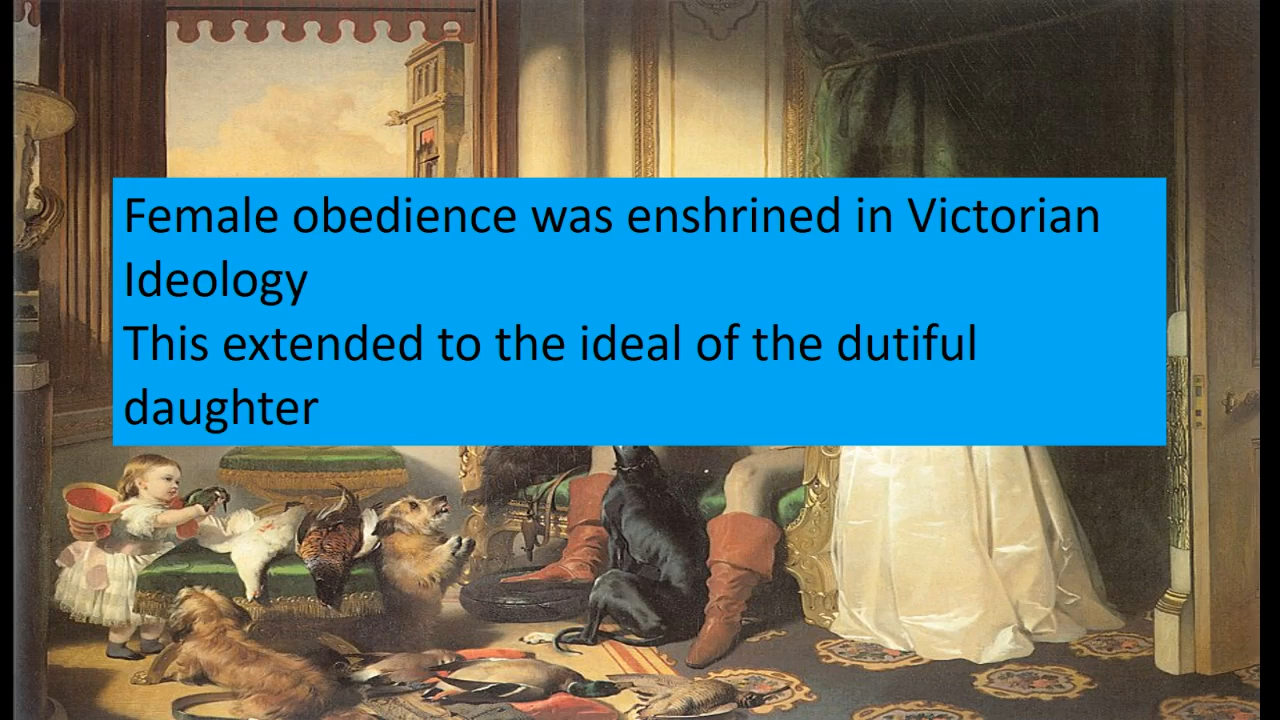 Female obedience was enshrined in Victorian
Ideology
This extended to the ideal of the dutiful
daughter